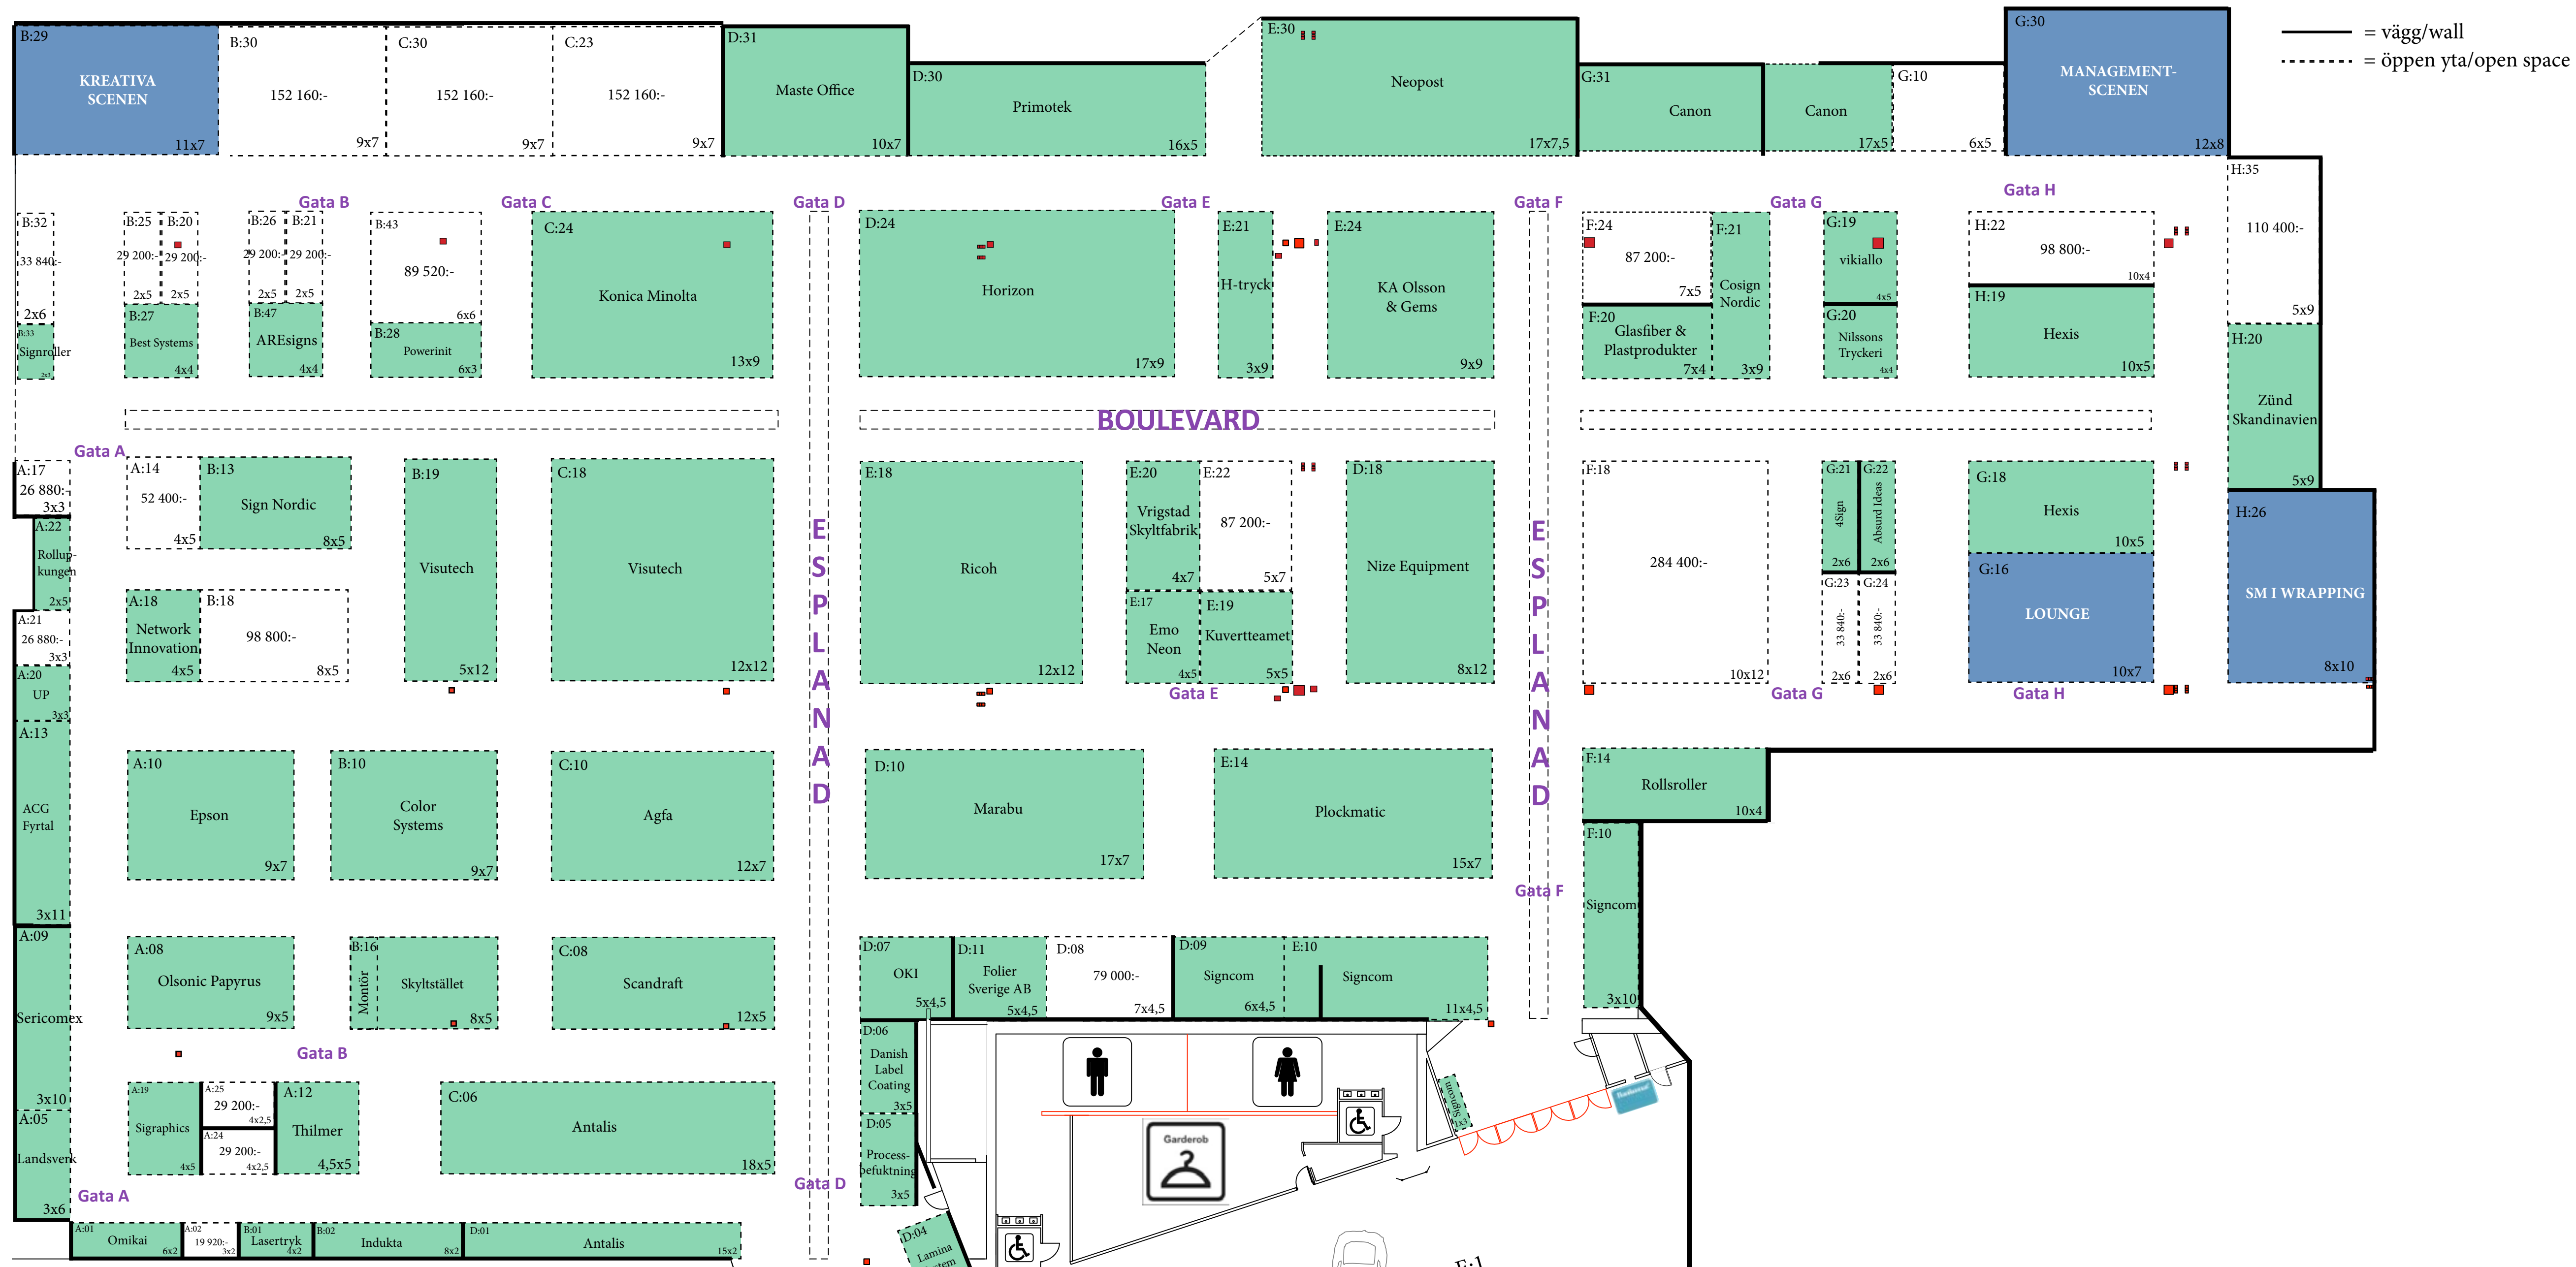 B:29
KREATIVA
SCENEN
11x7
B:30
152 160:-
9x7
C:30
152 160:-
9x7
C:23
152 160:-
9x7
D:31
Maste Office
10x7
D:30
Primotek
16x5
E:30
Neopost
17x7,5
G:31
Canon
Canon
17x5
G:10
6x5
G:30
MANAGEMENT-
SCENEN
12x8
= vägg/wall
= öppen yta/open space
Gata B
Gata C
Gata D
Gata E
Gata F
Gata G
Gata H
B:32
33 840:-
2x6
B:33
Signroller
2x3
B:25
29 200:-
2x5
B:20
29 200:-
2x5
B:27
Best Systems
4x4
B:26
29 200:-
2x5
B:21
29 200:-
2x5
B:47
AREsigns
4x4
B:43
89 520:-
6x6
B:28
Powerinit
6x3
C:24
Konica Minolta
13x9
D:24
Horizon
17x9
E:21
H-tryck
3x9
E:24
KA Olsson
& Gems
9x9
F:24
87 200:-
7x5
F:20
Glasfiber &
Plastprodukter
7x4
F:21
Cosign
Nordic
3x9
G:19
vikiallo
4x5
G:20
Nilssons
Tryckeri
4x4
H:22
98 800:-
10x4
H:19
Hexis
10x5
H:35
110 400:-
5x9
H:20
Zünd
Skandinavien
5x9
BOULEVARD
Gata A
A:17
26 880:-
3x3
A:22
Rollup-
kungen
2x5
A:21
26 880:-
3x3
A:20
UP
3x3
A:13
ACG
Fyrtal
3x11
A:14
52 400:-
4x5
B:13
Sign Nordic
8x5
A:18
Network
Innovation
4x5
B:18
98 800:-
8x5
B:19
Visutech
5x12
C:18
Visutech
12x12
ESPLANAD
E:18
Ricoh
12x12
E:20
Vrigstad
Skyltfabrik
4x7
E:22
87 200:-
5x7
E:17
Emo
Neon
4x5
E:19
Kuvertteamet
5x5
D:18
Nize Equipment
8x12
ESPLANAD
F:18
284 400:-
10x12
G:21
4Sign
2x6
G:22
Absurd Ideas
2x6
G:23
33 840:-
2x6
G:24
33 840:-
2x6
G:18
Hexis
10x5
G:16
LOUNGE
10x7
H:26
SM I WRAPPING
8x10
Gata E
Gata G
Gata H
A:10
Epson
9x7
B:10
Color
Systems
9x7
C:10
Agfa
12x7
D:10
Marabu
17x7
E:14
Plockmatic
15x7
F:14
Rollsroller
10x4
F:10
Signcom
3x10
Gata F
A:09
Sericomex
3x10
A:08
Olsonic Papyrus
9x5
B:16
Montör
Skyltstället
8x5
C:08
Scandraft
12x5
D:07
OKI
5x4,5
D:11
Folier
Sverige AB
5x4,5
D:08
79 000:-
7x4,5
D:09
Signcom
6x4,5
E:10
Signcom
11x4,5
Gata B
D:06
Danish
Label
Coating
3x5
D:05
Process-
befuktning
3x5
A:05
Landsverk
3x6
A:19
Sigraphics
4x5
A:25
29 200:-
4x2,5
A:24
29 200:-
4x2,5
A:12
Thilmer
4,5x5
C:06
Antalis
18x5
Signcom
1x3
Garderob
Gata A
Gata D
A:01
Omikai
6x2
A:02
19 920:-
3x2
B:01
Lasertryk
4x2
B:02
Indukta
8x2
D:01
Antalis
15x2
D:04
Lamina